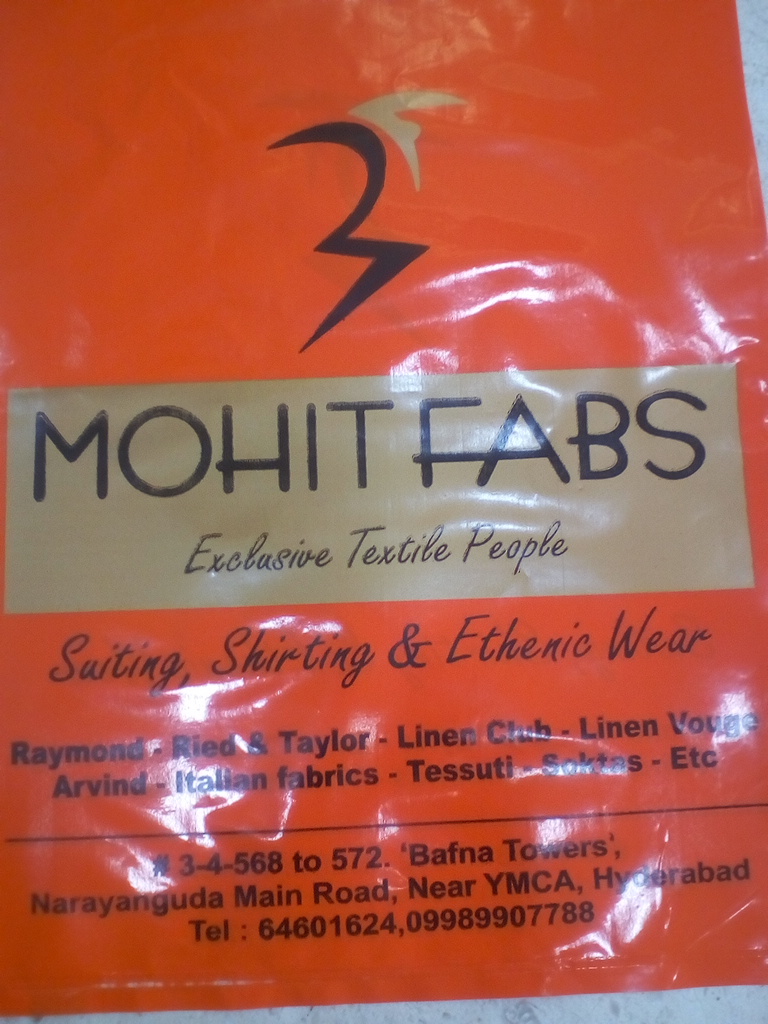 MOHIT FABS
Exclusive Textile People
Suiting, Shirting & Ethenic Wear
Raymond - Ried & Taylor - Linen Club - Linen Vouge
Arvind - Italian fabrics - Tessuti - Soktas - Etc
# 3-4-568 to 572. 'Bafna Towers',
Narayanguda Main Road, Near YMCA, Hyderabad
Tel : 64601624,09989907788